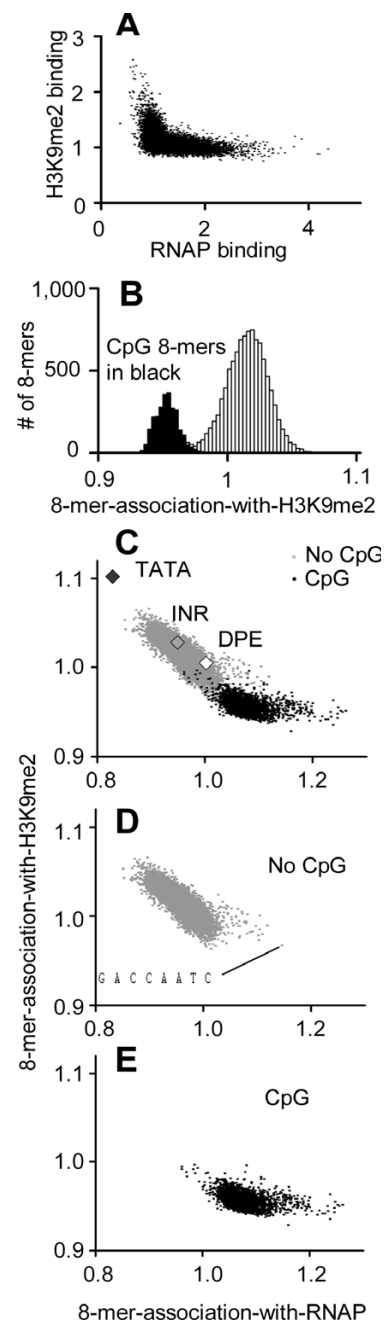 A
H3K9me2 binding
3
2
1
0
0 2 4
RNAP binding
B
# of 8-mers
1,000
500
0
CpG 8-mers
in black
0.9 1 1.1
8-mer-association-with-H3K9me2
C
No CpG
CpG
TATA
INR
DPE
1.1
1.0
0.9
0.8 1.0 1.2
8-mer-association-with-H3K9me2
D
No CpG
1.1
1.0
0.9
GACCAATC
0.8 1.0 1.2
E
CpG
1.1
1.0
0.9
0.8 1.0 1.2
8-mer-association-with-RNAP